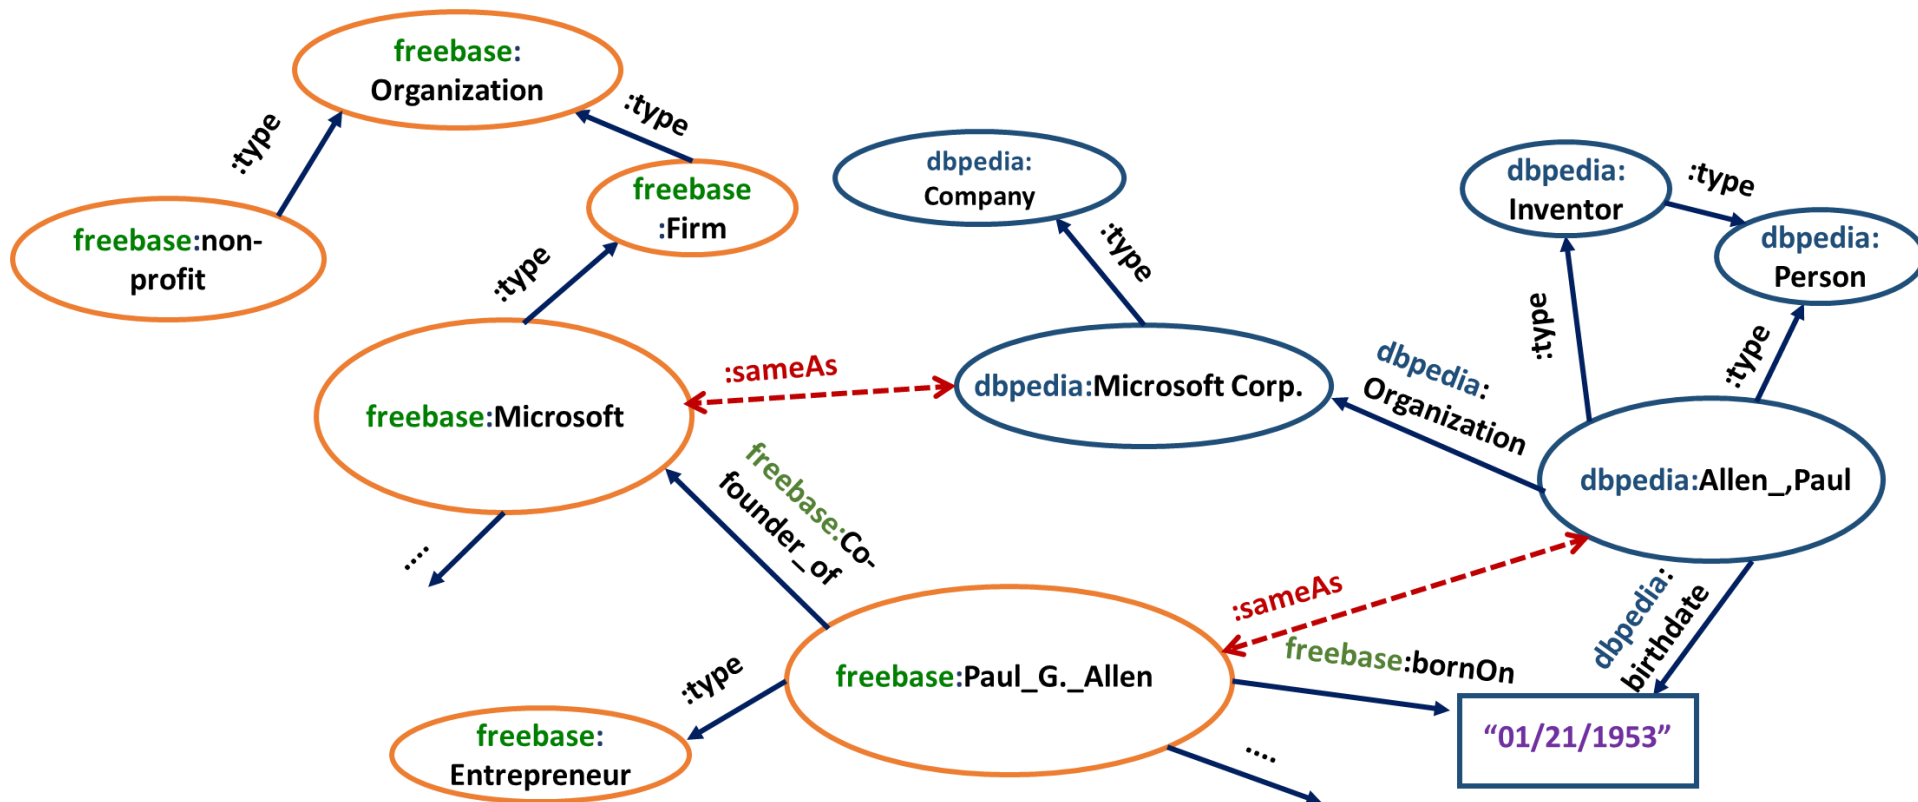 freebase:
Organization
:type
:type
freebase:non-
profit
freebase
:Firm
dbpedia:
Company
dbpedia:
Inventor
:type
dbpedia:
Person
:type
:type
:type
:type
freebase:Microsoft
:sameAs
dbpedia:Microsoft Corp.
dbpedia:
Organization
dbpedia:Allen_,Paul
freebase:Co-
founder_of
....
:sameAs
freebase:bornOn
dbpedia:
birthdate
:type
freebase:Paul_G._Allen
freebase:
Entrepreneur
....
“01/21/1953”